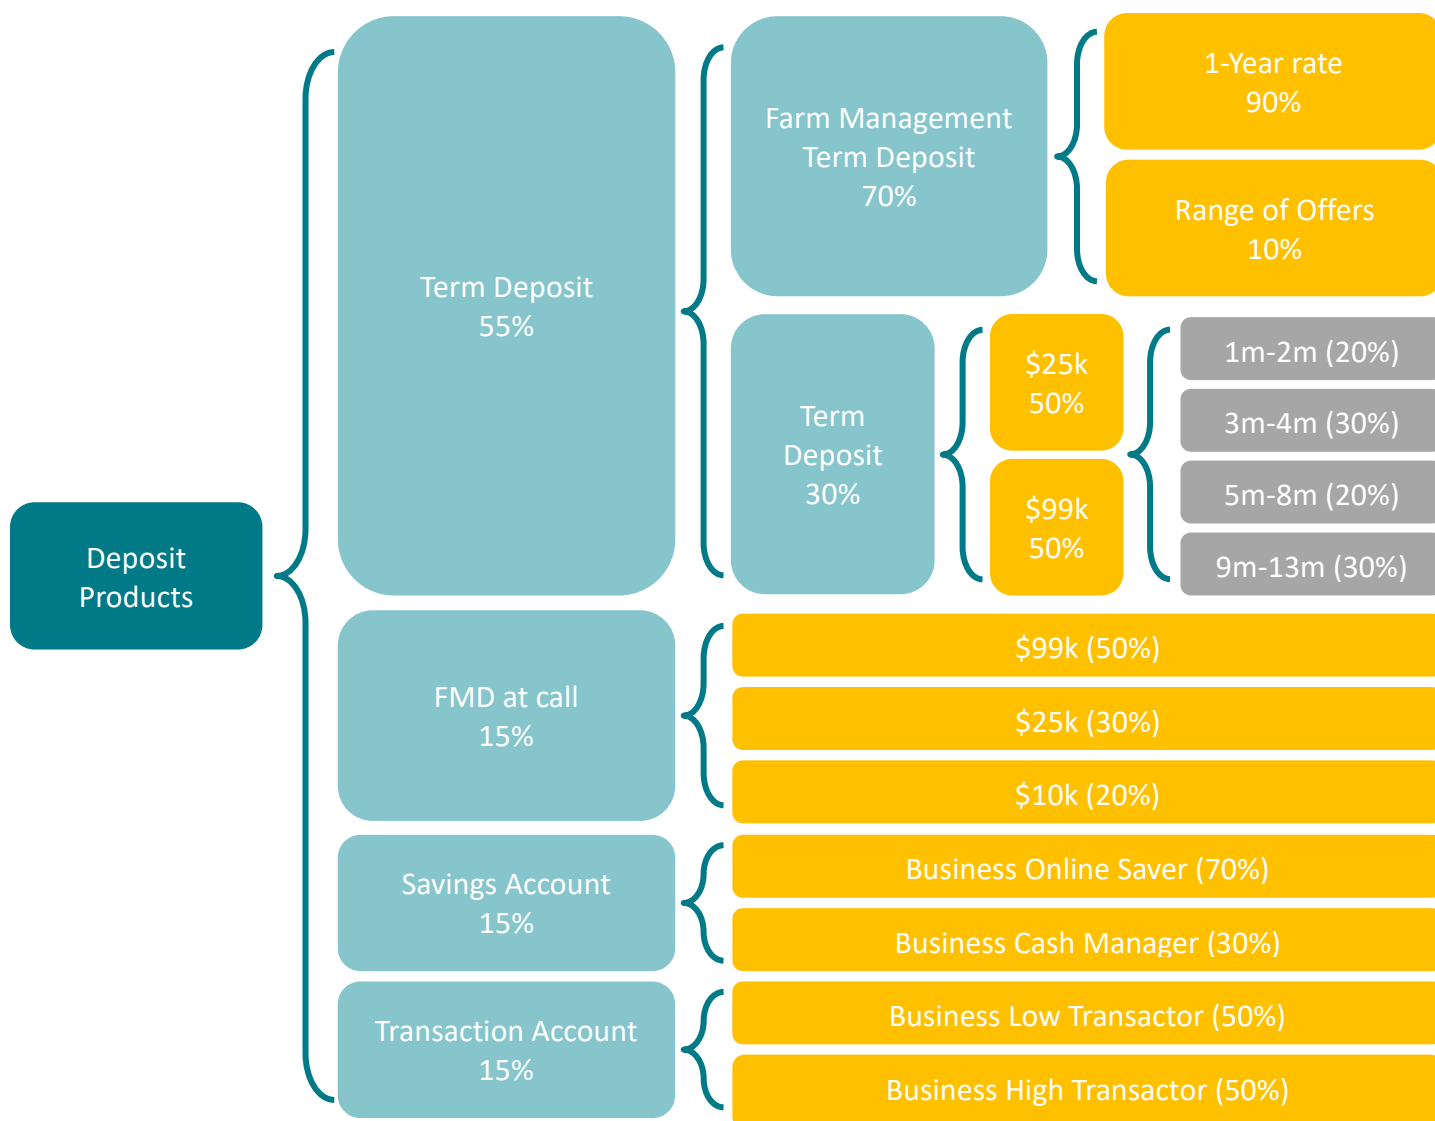 Deposit
Products
Term Deposit
55%
Farm Management
Term Deposit
70%
1-Year rate
90%
Range of Offers
10%
Term
Deposit
30%
$25k
50%
$99k
50%
1m-2m (20%)
3m-4m (30%)
5m-8m (20%)
9m-13m (30%)
FMD at call
15%
$99k (50%)
$25k (30%)
$10k (20%)
Savings Account
15%
Business Online Saver (70%)
Business Cash Manager (30%)
Transaction Account
15%
Business Low Transactor (50%)
Business High Transactor (50%)